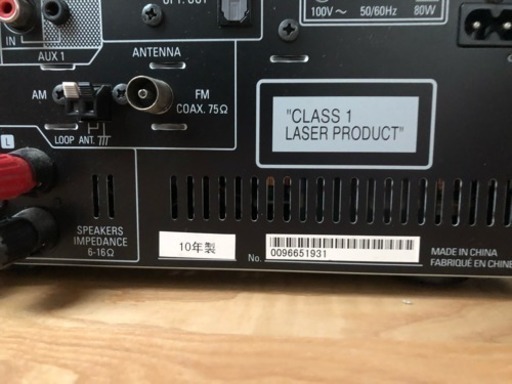 100V～ 50/60Hz 80W
IN
AUX 1
ANTENNA
AM
FM
COAX. 75Ω
"CLASS 1
LASER PRODUCT"
LOOP ANT.
L
SPEAKERS
IMPEDANCE
6-16Ω
10年製
No. 0096651931
MADE IN CHINA
FABRIQUÉ EN CHINE